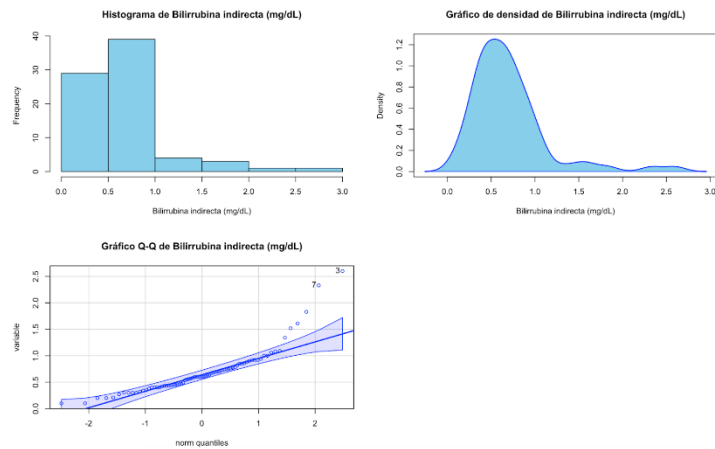 Histograma de Bilirrubina indirecta (mg/dL)
Frequency
0 10 20 30 40
0.0 0.5 1.0 1.5 2.0 2.5 3.0
Bilirrubina indirecta (mg/dL)
Gráfico de densidad de Bilirrubina indirecta (mg/dL)
Density
0.0 0.2 0.4 0.6 0.8 1.0 1.2
0.0 0.5 1.0 1.5 2.0 2.5 3.0
Bilirrubina indirecta (mg/dL)
Gráfico Q-Q de Bilirrubina indirecta (mg/dL)
variable
0.0 0.5 1.0 1.5 2.0 2.5
3
7
-2 -1 0 1 2
norm quantiles